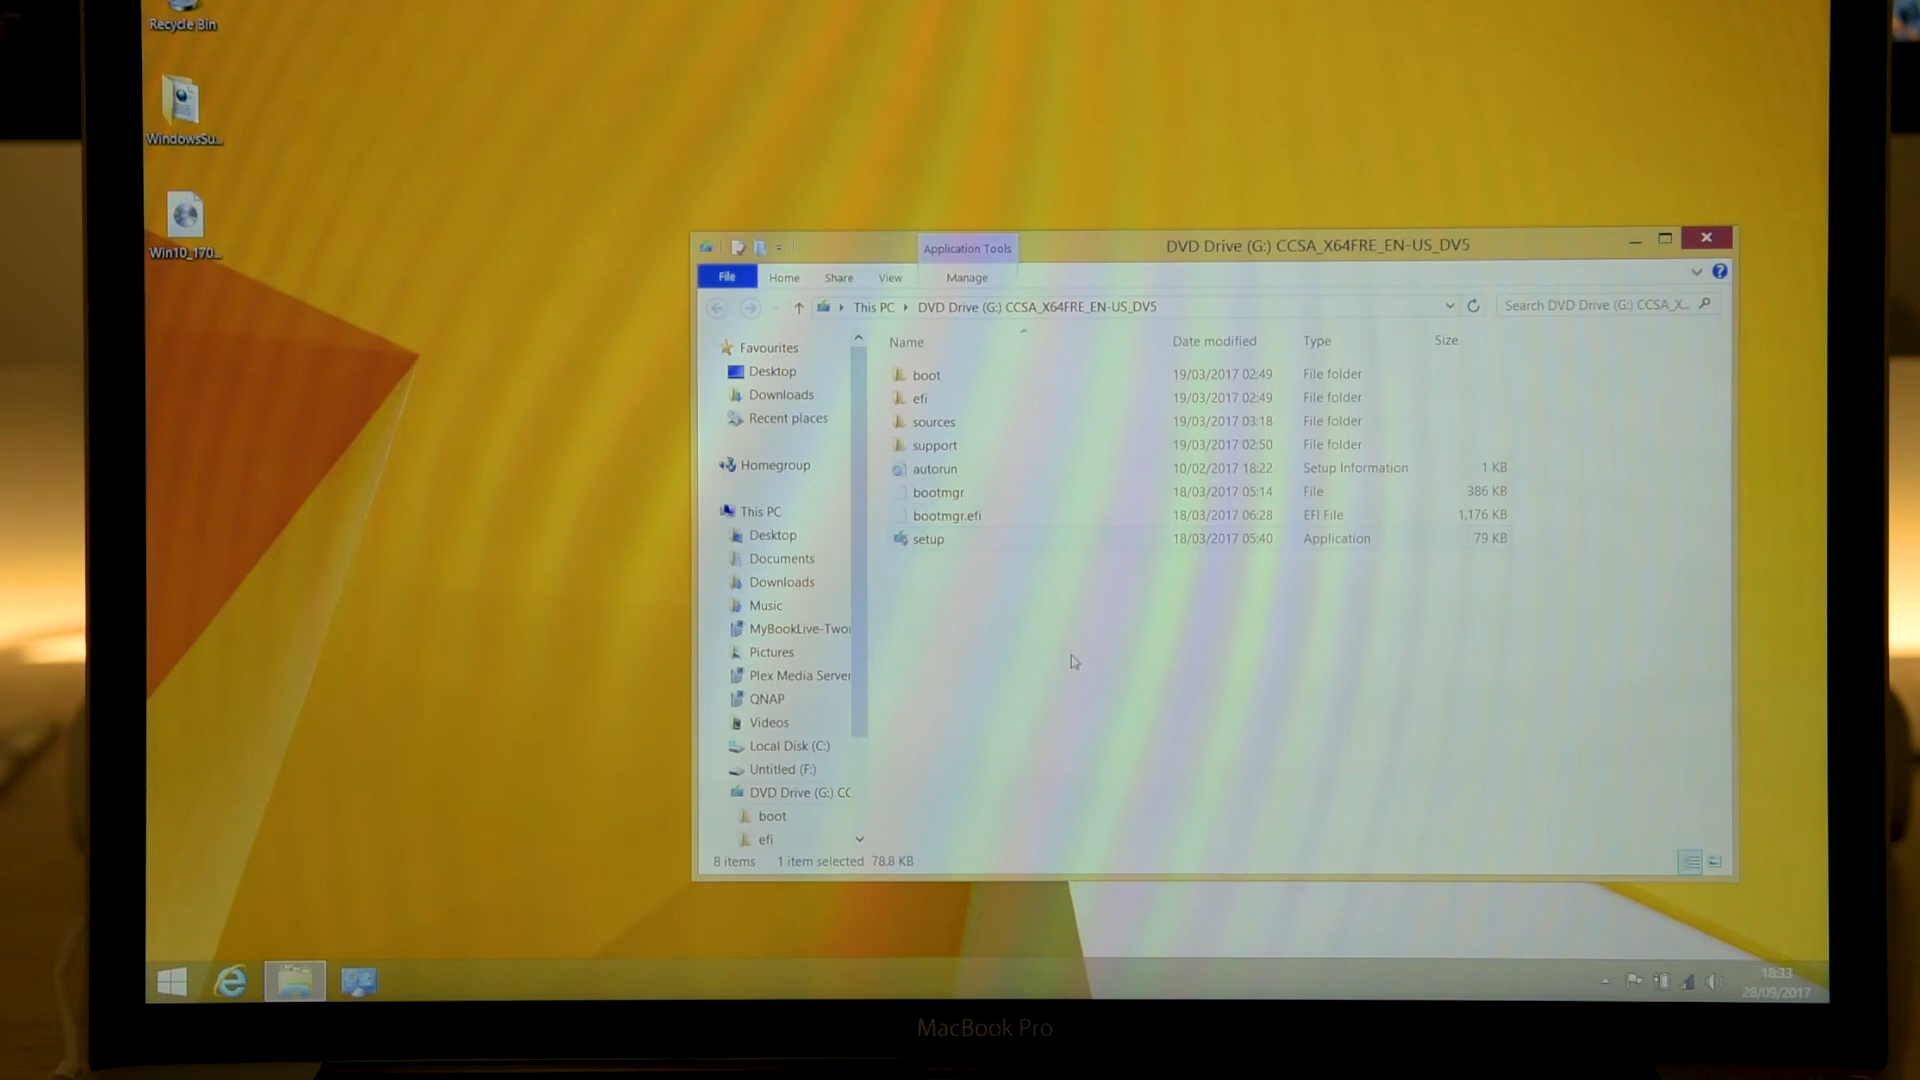 Recycle Bin
WindowsSu...
Win10_170...
Application Tools
DVD Drive (G:) CCSA_X64FRE_EN-US_DV5
File Home Share View Manage
This PC DVD Drive (G:) CCSA_X64FRE_EN-US_DV5
Search DVD Drive (G:) CCSA_X...
Name Date modified Type Size
Favourites
Desktop
Downloads
Recent places
Homegroup
This PC
Desktop
Documents
Downloads
Music
MyBookLive-Twor
Pictures
Plex Media Server
QNAP
Videos
Local Disk (C:)
Untitled (F:)
DVD Drive (G:) CC
boot
efi
boot 19/03/2017 02:49 File folder
efi 19/03/2017 02:49 File folder
sources 19/03/2017 03:18 File folder
support 19/03/2017 02:50 File folder
autorun 10/02/2017 18:22 Setup Information 1 KB
bootmgr 18/03/2017 05:14 File 386 KB
bootmgr.efi 18/03/2017 06:28 EFI File 1,176 KB
setup 18/03/2017 05:40 Application 79 KB
8 items 1 item selected 78.8 KB
18:33
28/09/2017
MacBook Pro